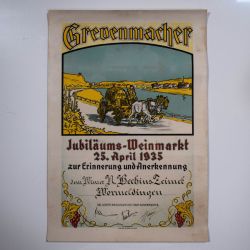 Grevenmacher
Jubiläums-Weinmarkt
25. April 1935
zur Erinnerung und Anerkennung
dem Winzer N.
Wormeldingen